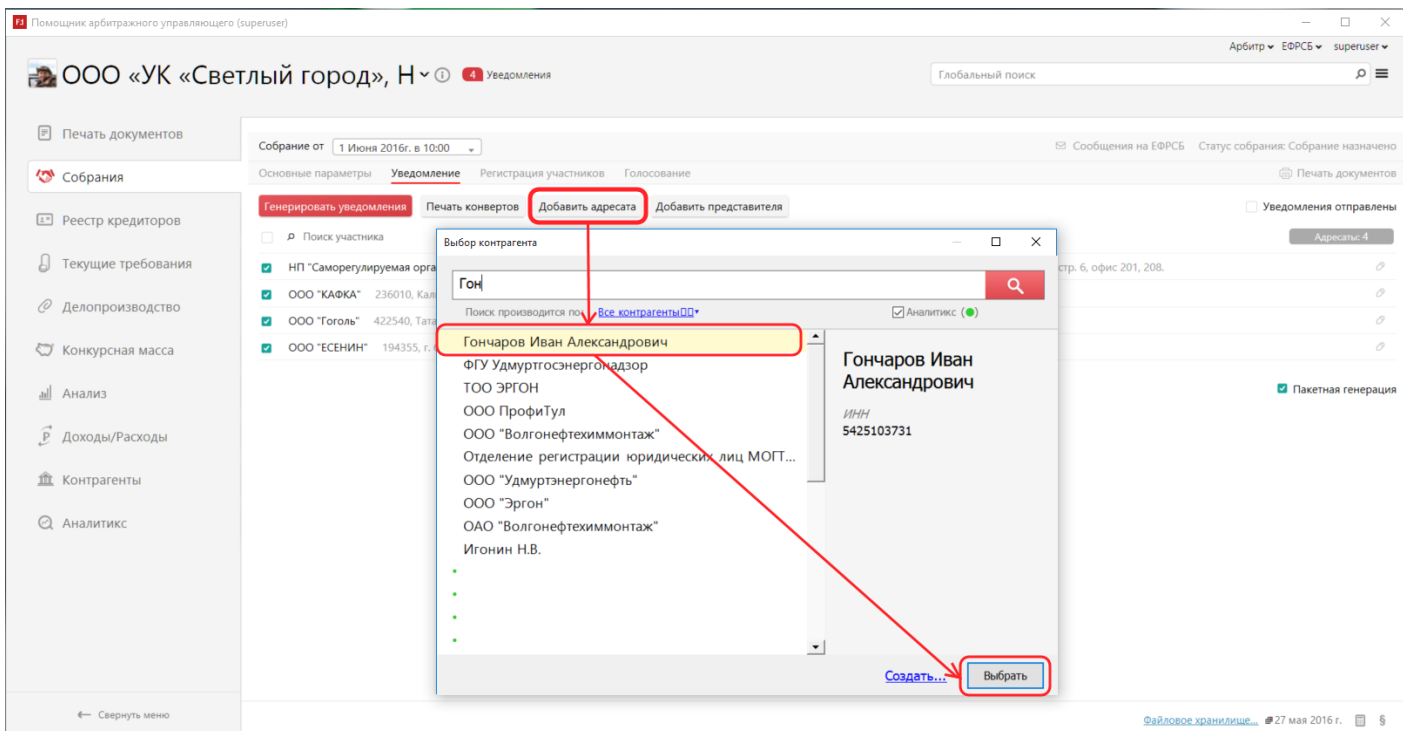 Помощник арбитражного управляющего (superuser)
Арбитр ЕФРСБ superuser
ООО «УК «Светлый город», Н 4 Уведомления
Глобальный поиск
Печать документов
Собрания
Реестр кредиторов
Текущие требования
Делопроизводство
Конкурсная масса
Анализ
Доходы/Расходы
Контрагенты
Аналитикс
Свернуть меню
Собрание от 1 Июня 2016г. в 10:00
Сообщения на ЕФРСБ Статус собрания: Собрание назначено
Основные параметры Уведомление Регистрация участников Голосование
Печать документов
Генерировать уведомления Печать конвертов Добавить адресата Добавить представителя
Уведомления отправлены
Поиск участника
Адресаты: 4
НП "Саморегулируемая орга
стр. 6, офис 201, 208.
ООО "КАФКА" 236010, Кал
ООО "Гоголь" 422540, Тата
ООО "ЕСЕНИН" 194355, г.
Пакетная генерация
Выбор контрагента
Гон
Поиск производится по: Все контрагенты
Аналитикс ( )
Гончаров Иван Александрович
ФГУ Удмуртгосэнергонадзор
ТОО ЭРГОН
ООО ПрофиТул
ООО "Волгонефтехиммонтаж"
Отделение регистрации юридических лиц МОГТ...
ООО "Удмуртэнергонефть"
ООО "Эргон"
ОАО "Волгонефтехиммонтаж"
Игонин Н.В.
Гончаров Иван
Александрович
ИНН
5425103731
Создать... Выбрать
Файловое хранилище... 27 мая 2016 г. §